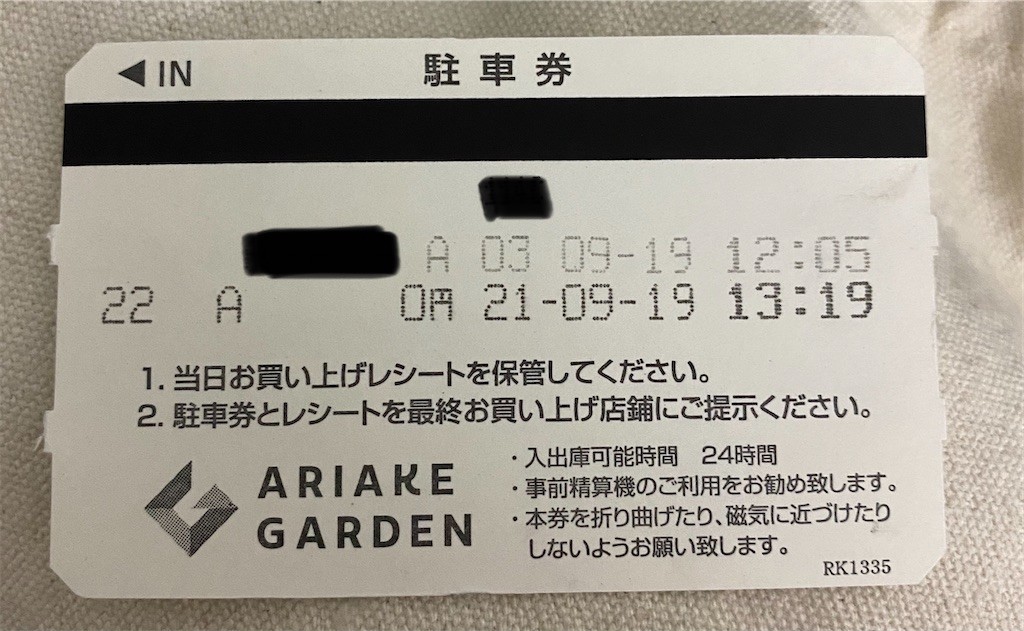 ◀IN 駐車券
A 03 09-19 12:05
22 A 0円 21-09-19 13:19
1. 当日お買い上げレシートを保管してください。
2. 駐車券とレシートを最終お買い上げ店舗にご提示ください。
ARIAKE
GARDEN
・入出庫可能時間 24時間
・事前精算機のご利用をお勧め致します。
・本券を折り曲げたり、磁気に近づけたり
しないようお願い致します。
RK1335